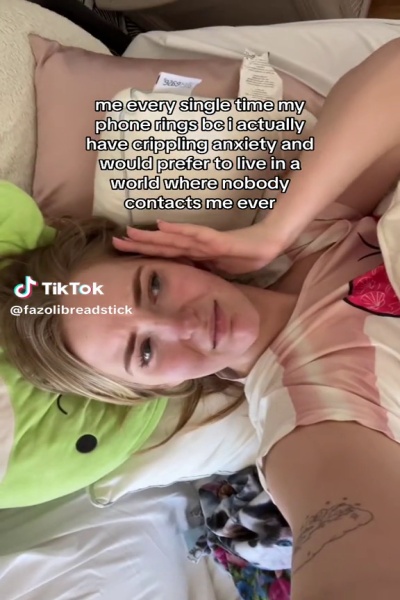 me every single time my
phone rings bc i actually
have crippling anxiety and
would prefer to live in a
world where nobody
contacts me ever
TikTok
@fazolibreadstick